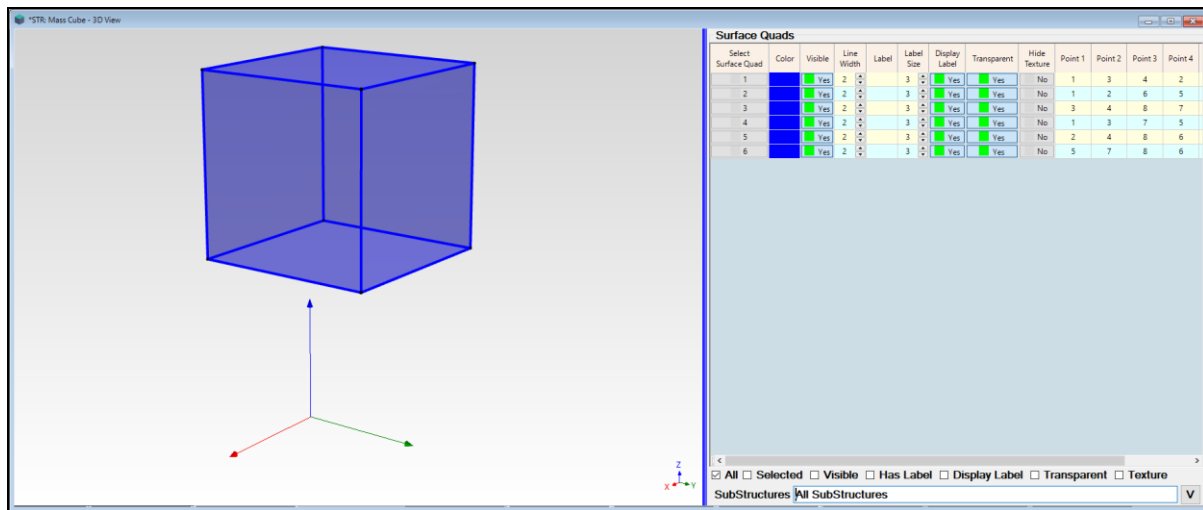 *STR: Mass Cube - 3D View
Surface Quads
Select Surface Quad Color Visible Line Width Label Label Size Display Label Transparent Hide Texture Point 1 Point 2 Point 3 Point 4
1 Yes 2 3 Yes Yes No 1 3 4 2
2 Yes 2 3 Yes Yes No 1 2 6 5
3 Yes 2 3 Yes Yes No 3 4 8 7
4 Yes 2 3 Yes Yes No 1 3 7 5
5 Yes 2 3 Yes Yes No 2 4 8 6
6 Yes 2 3 Yes Yes No 5 7 8 6
Z
X Y
All Selected Visible Has Label Display Label Transparent Texture
SubStructures All SubStructures V